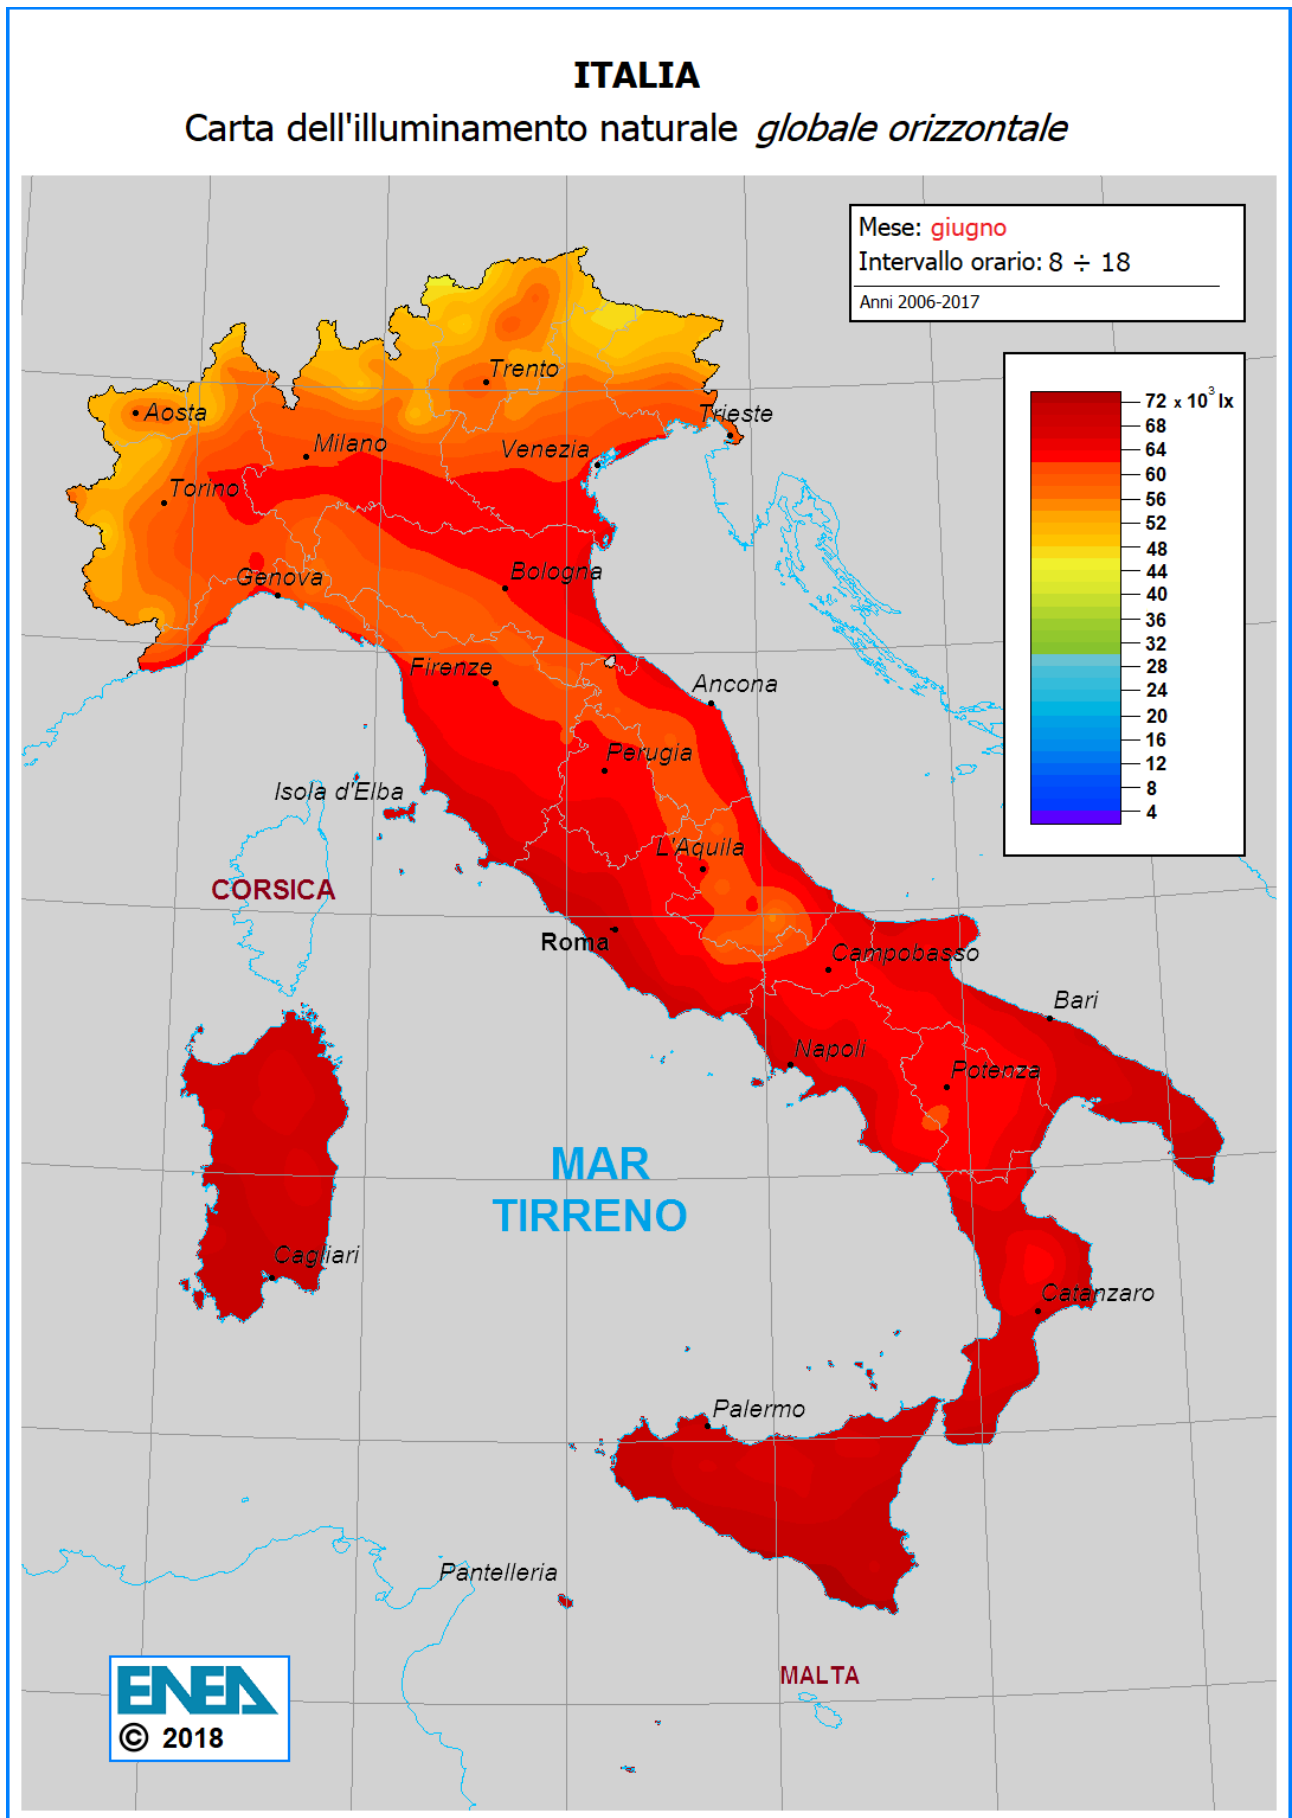 ITALIA
Carta dell'illuminamento naturale globale orizzontale
Mese: giugno
Intervallo orario: 8 ÷ 18
Anni 2006-2017
72 x 10³ lx
68
64
60
56
52
48
44
40
36
32
28
24
20
16
12
8
4
Trento
Aosta
Trieste
Milano
Venezia
Torino
Bologna
Genova
Firenze
Ancona
Perugia
Isola d'Elba
L'Aquila
CORSICA
Roma
Campobasso
Bari
Napoli
Potenza
MAR
TIRRENO
Cagliari
Catanzaro
Palermo
Pantelleria
MALTA
ENEA
© 2018